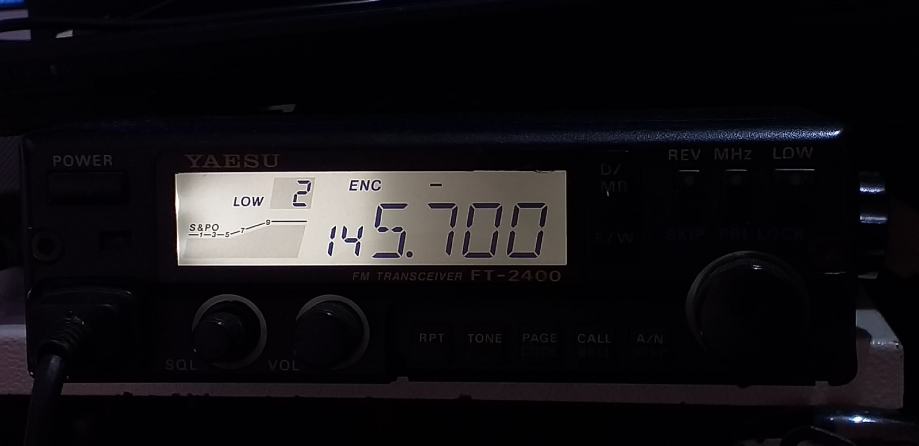 POWER
YAESU
REV MHz LOW
D/
MR
LOW 2 ENC −
S&PO
1-3-5-7-9
145.700
FM TRANSCEIVER FT-2400
RPT TONE PAGE CALL A/N
SQL VOL